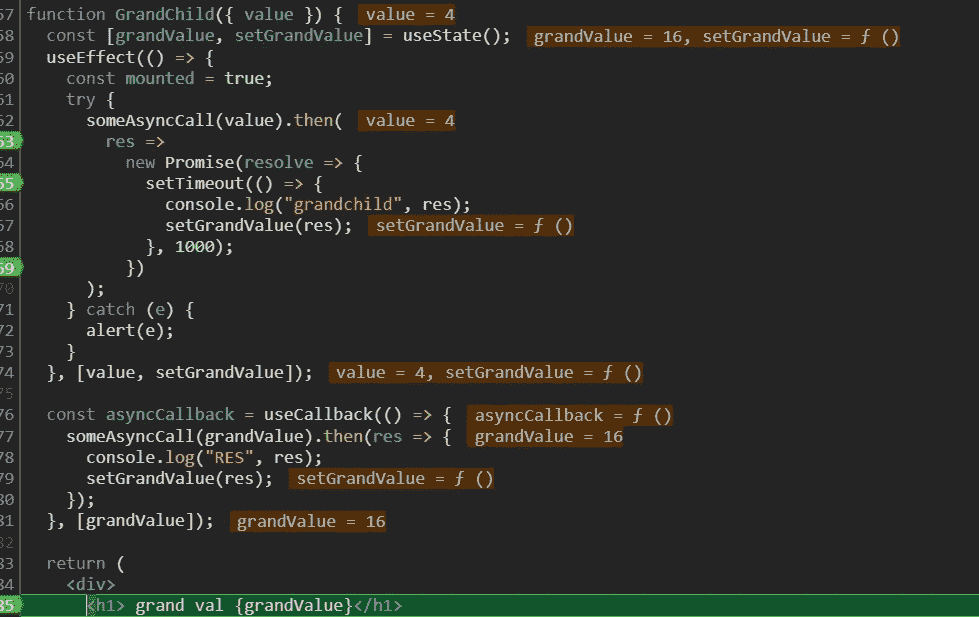 57 function GrandChild({ value }) { value = 4
58 const [grandValue, setGrandValue] = useState(); grandValue = 16, setGrandValue = ƒ ()
59 useEffect(() => {
60 const mounted = true;
61 try {
62 someAsyncCall(value).then( value = 4
63 res =>
64 new Promise(resolve => {
65 setTimeout(() => {
66 console.log("grandchild", res);
67 setGrandValue(res); setGrandValue = ƒ ()
68 }, 1000);
69 })
70 );
71 } catch (e) {
72 alert(e);
73 }
74 }, [value, setGrandValue]); value = 4, setGrandValue = ƒ ()
75
76 const asyncCallback = useCallback(() => { asyncCallback = ƒ ()
77 someAsyncCall(grandValue).then(res => { grandValue = 16
78 console.log("RES", res);
79 setGrandValue(res); setGrandValue = ƒ ()
80 });
81 }, [grandValue]); grandValue = 16
82
83 return (
84 <div>
85 <h1> grand val {grandValue}</h1>